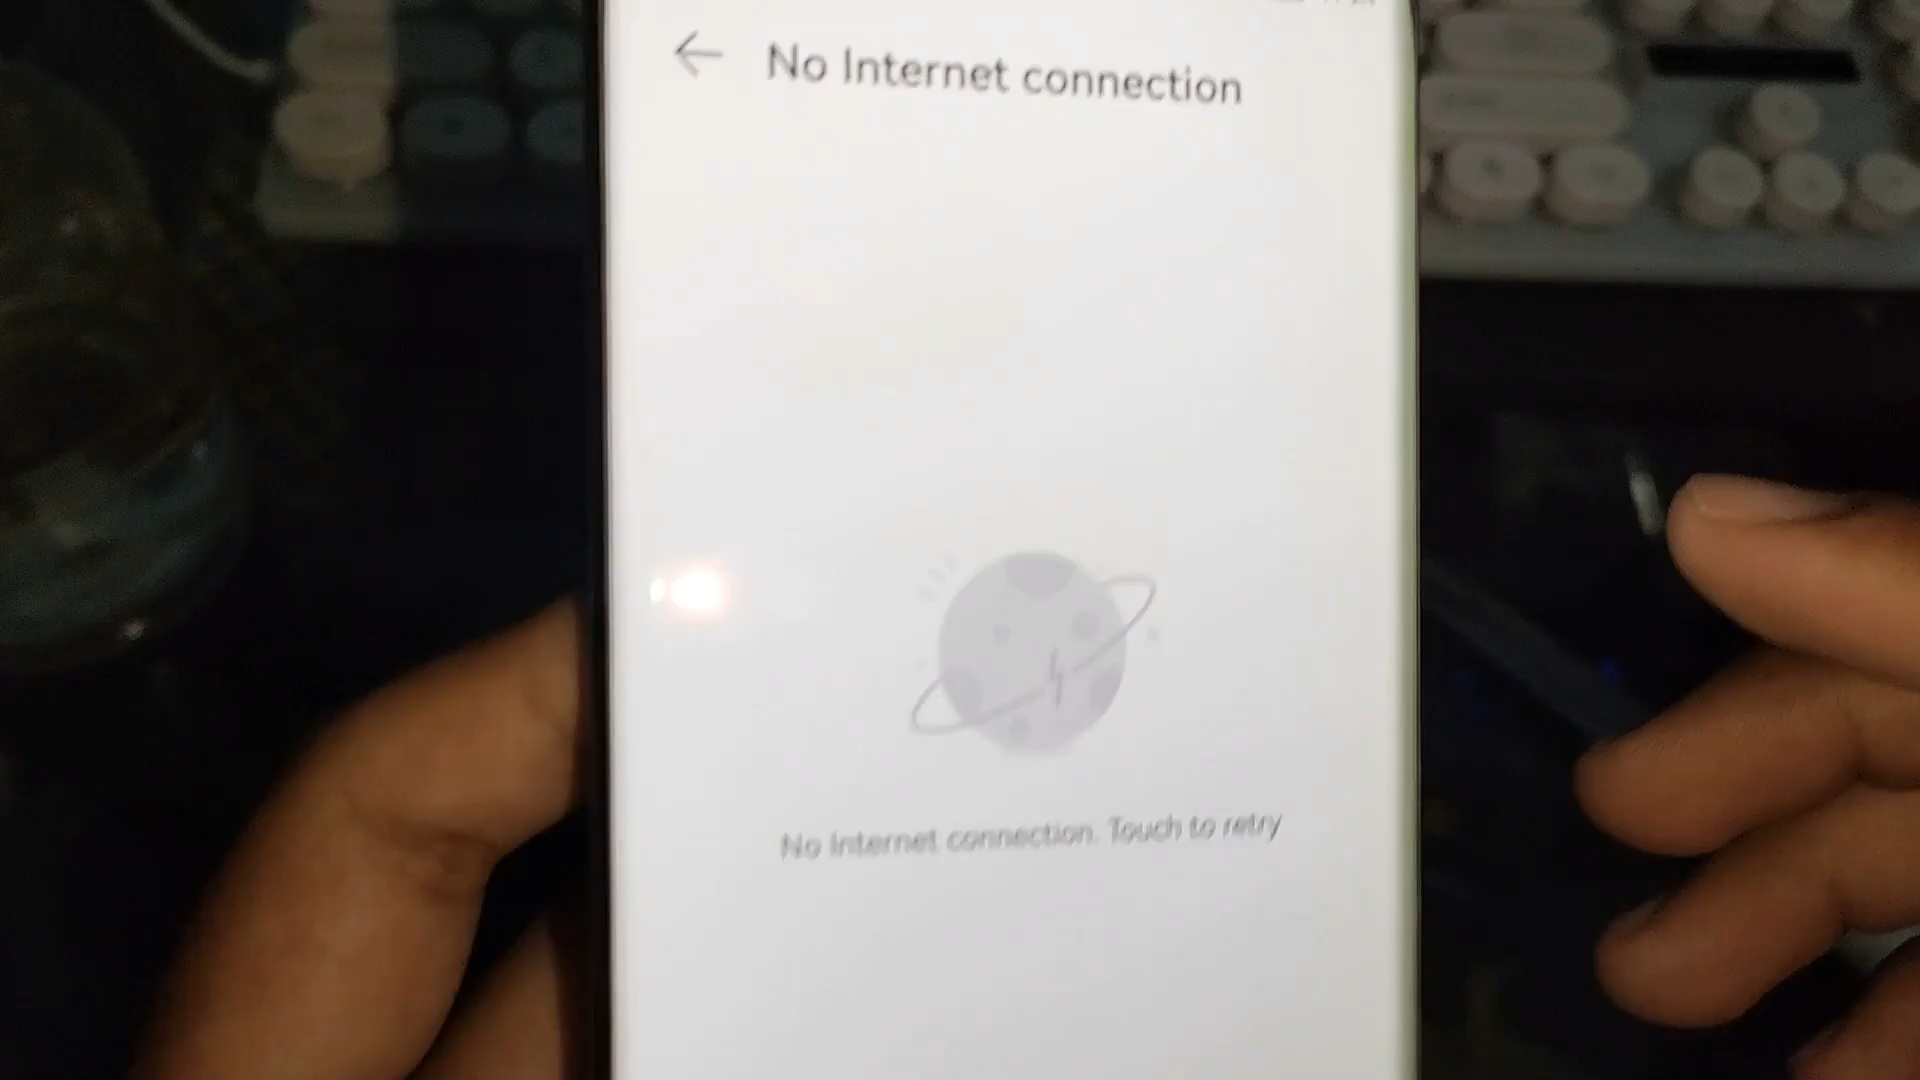 No Internet connection
No Internet connection. Touch to retry